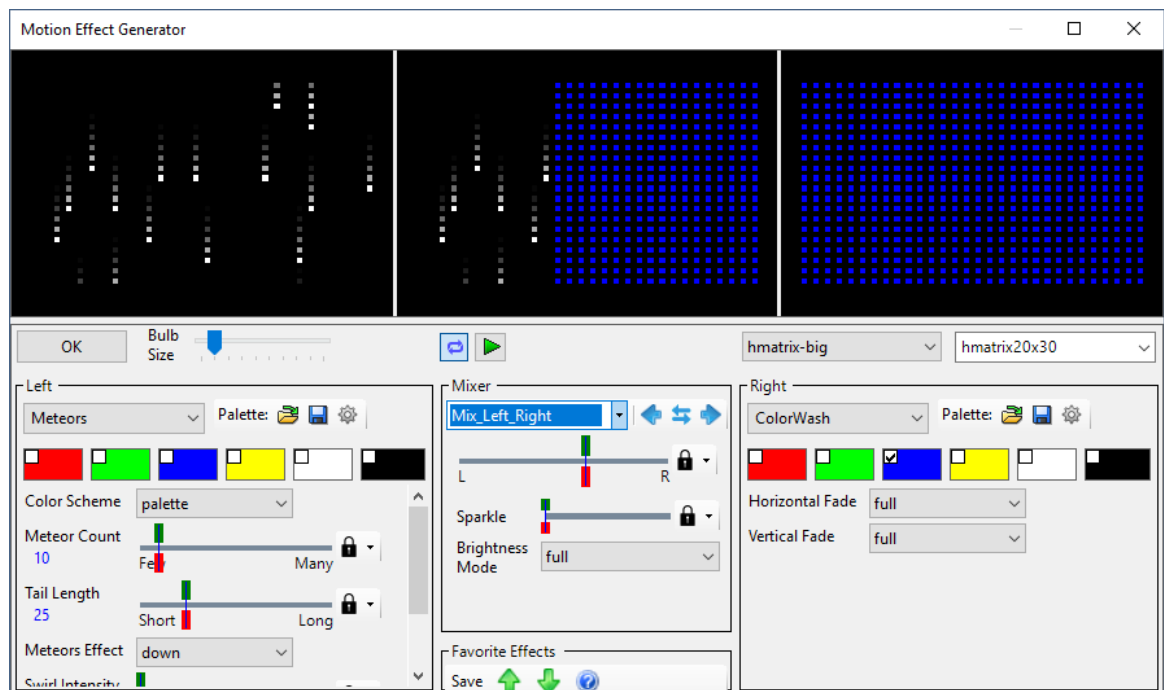 Motion Effect Generator
OK
Bulb
Size
hmatrix-big
hmatrix20x30
Left
Meteors
Palette:
Color Scheme
palette
Meteor Count
10
Few
Many
Tail Length
25
Short
Long
Meteors Effect
down
Swirl Intensity
Mixer
Mix_Left_Right
L
R
Sparkle
Brightness
Mode
full
Favorite Effects
Save
Right
ColorWash
Palette:
Horizontal Fade
full
Vertical Fade
full